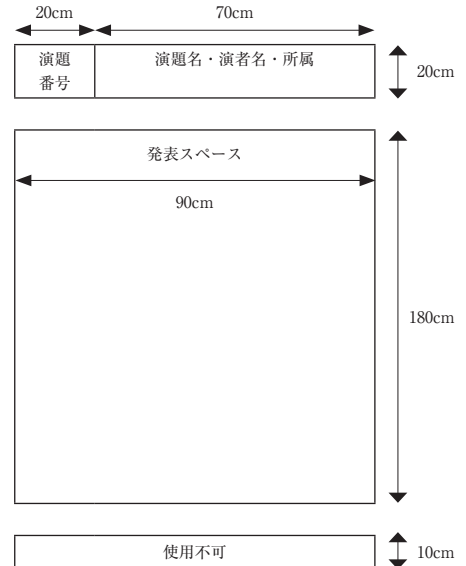 20cm
70cm
演題
番号
演題名・演者名・所属
20cm
発表スペース
90cm
180cm
使用不可
10cm